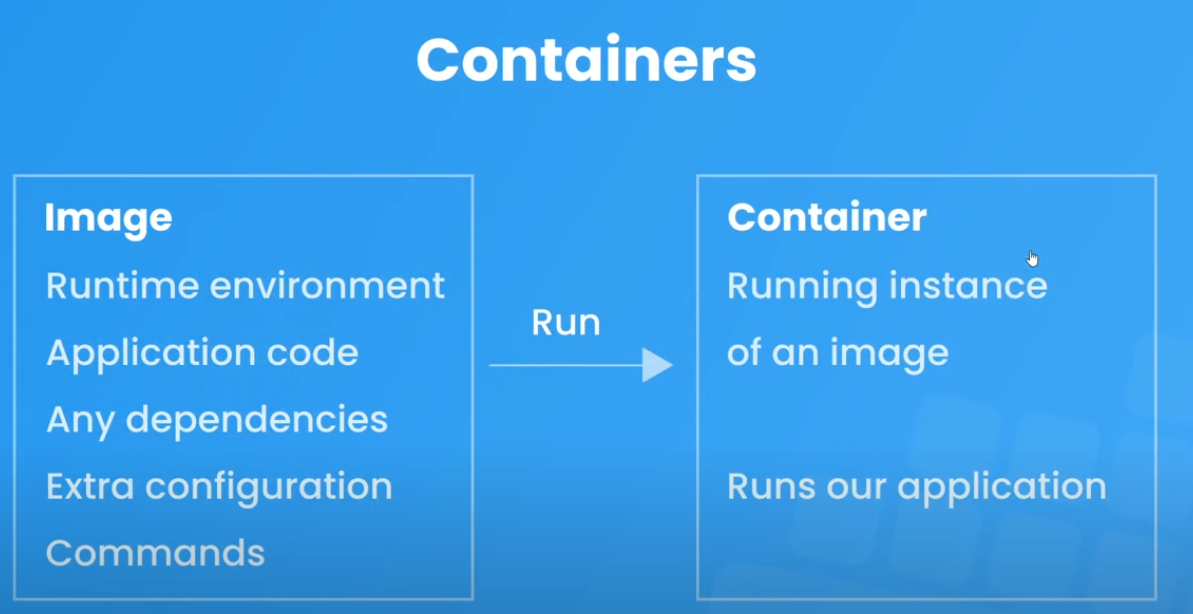 Containers
Image
Runtime environment
Application code
Any dependencies
Extra configuration
Commands
Run
Container
Running instance
of an image
Runs our application